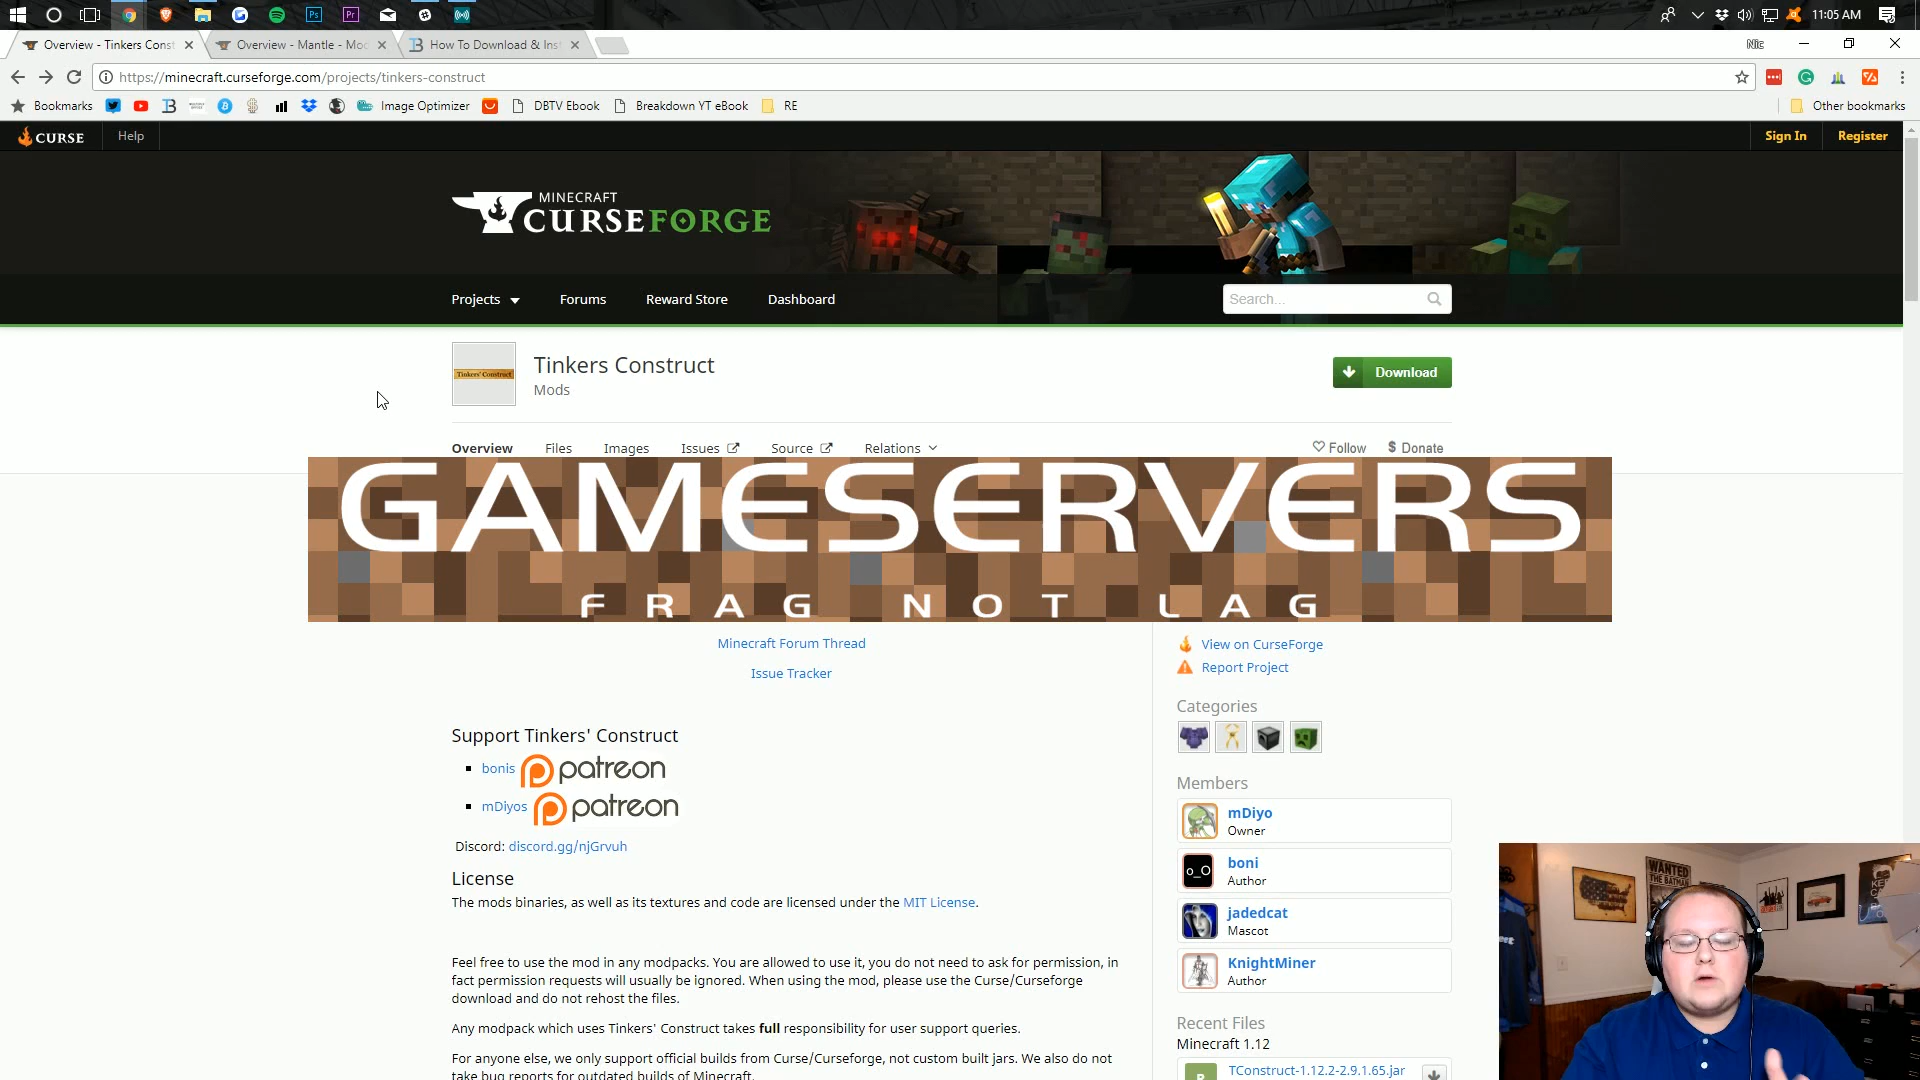 11:05 AM
Overview - Tinkers Const
Overview - Mantle - Mod
How To Download & Inst
Nic
https://minecraft.curseforge.com/projects/tinkers-construct
Bookmarks
Image Optimizer
DBTV Ebook
Breakdown YT eBook
RE
Other bookmarks
CURSE
Help
Sign In
Register
MINECRAFT
CURSEFORGE
Projects
Forums
Reward Store
Dashboard
Search...
Tinkers' Construct
Tinkers Construct
Mods
Download
Overview
Files
Images
Issues
Source
Relations
Follow
$ Donate
GAMESERVERS
FRAG NOT LAG
Minecraft Forum Thread
Issue Tracker
View on CurseForge
Report Project
Categories
Support Tinkers' Construct
bonis patreon
mDiyos patreon
Discord: discord.gg/njGrvuh
License
The mods binaries, as well as its textures and code are licensed under the MIT License.
Feel free to use the mod in any modpacks. You are allowed to use it, you do not need to ask for permission, in
fact permission requests will usually be ignored. When using the mod, please use the Curse/Curseforge
download and do not rehost the files.
Any modpack which uses Tinkers' Construct takes full responsibility for user support queries.
For anyone else, we only support official builds from Curse/Curseforge, not custom built jars. We also do not
take bug reports for outdated builds of Minecraft.
Members
mDiyo
Owner
boni
Author
jadedcat
Mascot
KnightMiner
Author
Recent Files
Minecraft 1.12
R
TConstruct-1.12.2-2.9.1.65.jar
WANTED
THE BATMAN